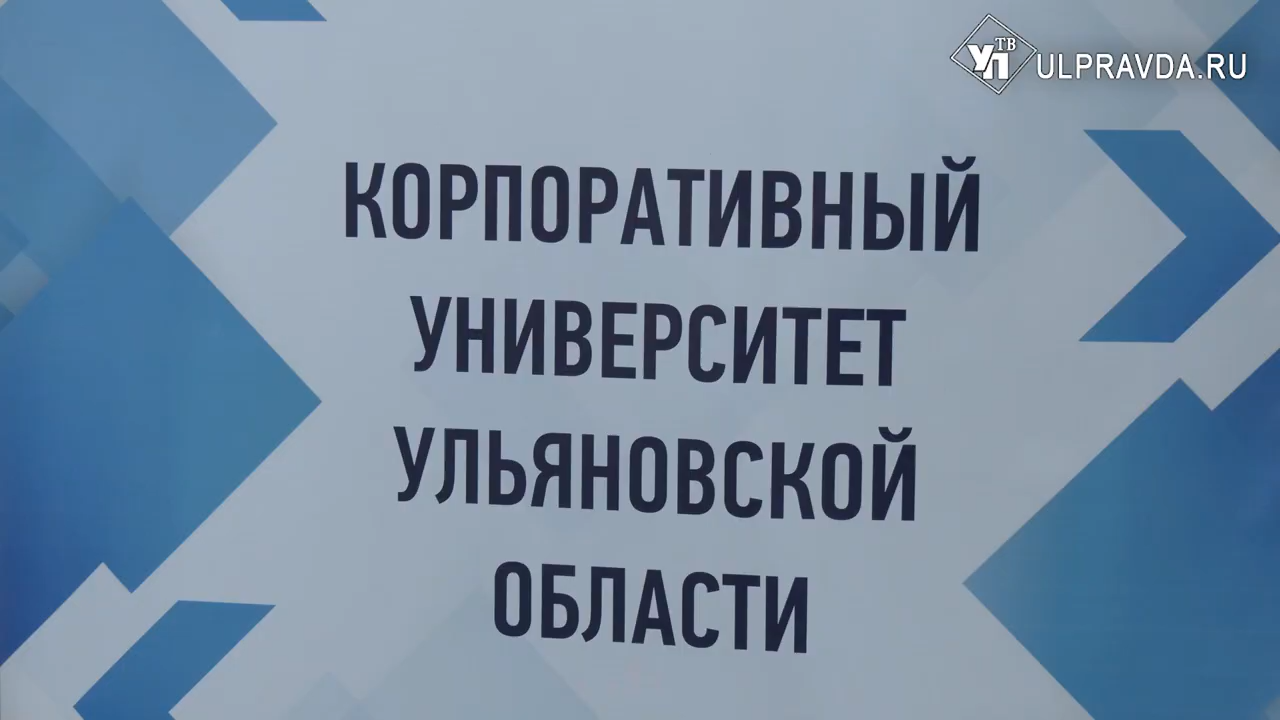 УП ТВ ULPRAVDA.RU
КОРПОРАТИВНЫЙ
УНИВЕРСИТЕТ
УЛЬЯНОВСКОЙ
ОБЛАСТИ